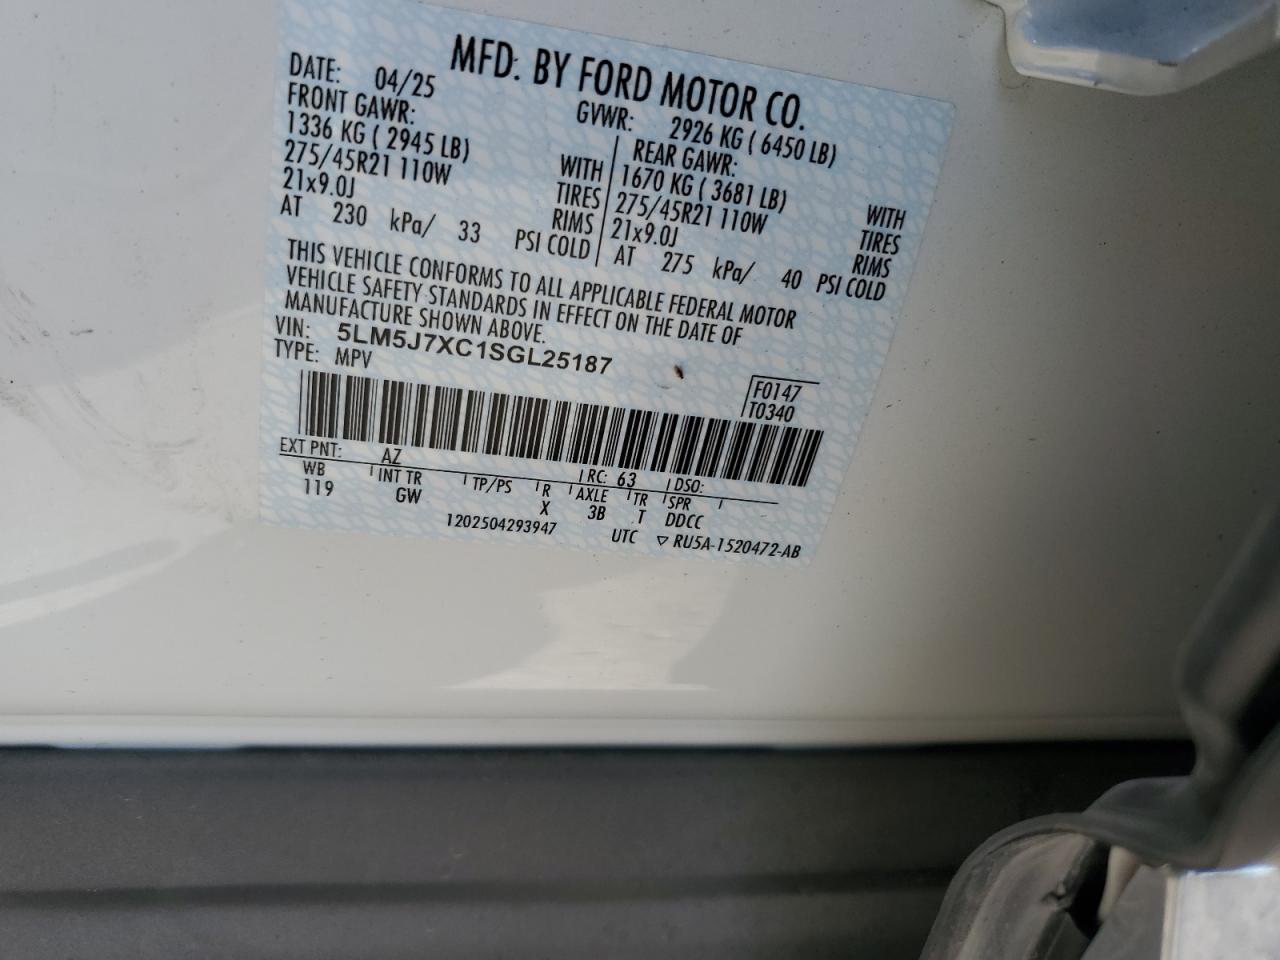 MFD. BY FORD MOTOR CO.
DATE: 04/25 GVWR: 2926 KG ( 6450 LB)
FRONT GAWR: REAR GAWR:
1336 KG ( 2945 LB) WITH 1670 KG ( 3681 LB) WITH
275/45R21 110W TIRES 275/45R21 110W TIRES
21x9.0J RIMS 21x9.0J RIMS
AT 230 kPa/ 33 PSI COLD AT 275 kPa/ 40 PSI COLD
THIS VEHICLE CONFORMS TO ALL APPLICABLE FEDERAL MOTOR
VEHICLE SAFETY STANDARDS IN EFFECT ON THE DATE OF
MANUFACTURE SHOWN ABOVE.
VIN: 5LM5J7XC1SGL25187
TYPE: MPV
F0147
T0340
EXT PNT: AZ RC: 63 DSO:
WB INT TR TP/PS R AXLE TR SPR
119 GW X 3B T DDCC
1202504293947 UTC ▽ RU5A-1520472-AB